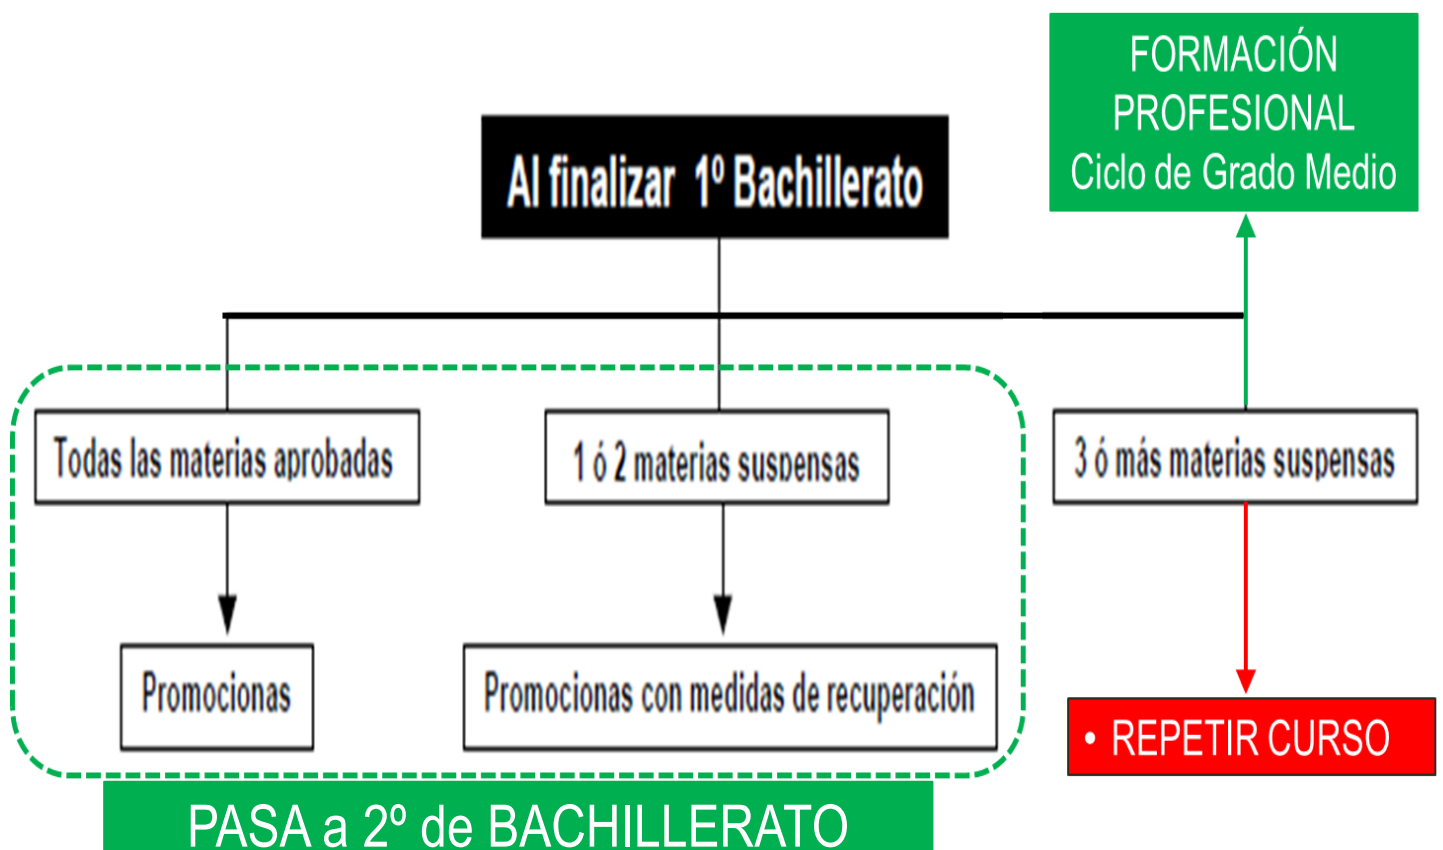 FORMACIÓN
PROFESIONAL
Ciclo de Grado Medio
Al finalizar 1º Bachillerato
Todas las materias aprobadas
1 ó 2 materias suspensas
3 ó más materias suspensas
Promocionas
Promocionas con medidas de recuperación
• REPETIR CURSO
PASA a 2º de BACHILLERATO